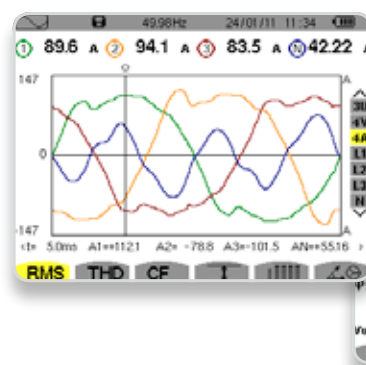 49.98Hz 24/01/11 11:34
1 89.6 A 2 94.1 A 3 83.5 A N 42.22 A
147 A
3U
4V
4A
L1
L2
L3
N
0
-147 A
<t= 5.0ms A1=+112.1 A2= -78.8 A3=-101.5 AN=+55.16 >
RMS THD CF